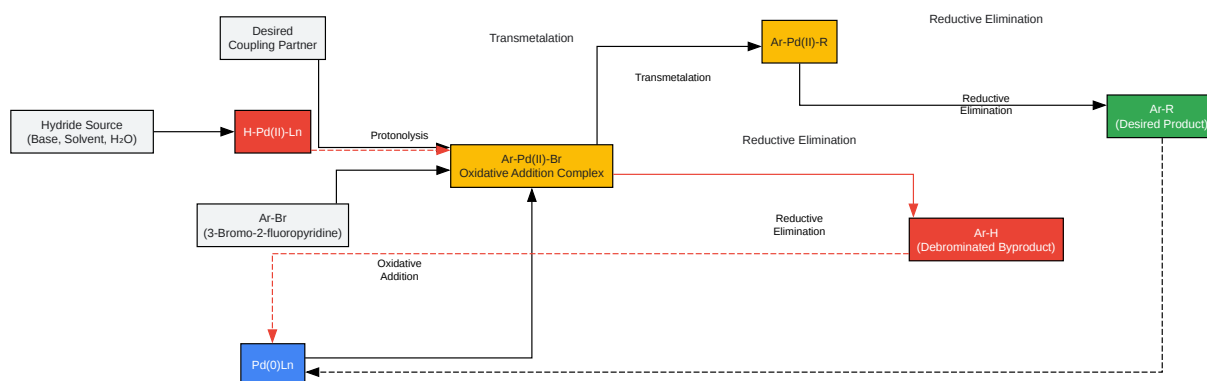 Reductive Elimination
Desired
Coupling Partner
Transmetalation
Ar-Pd(II)-R
Transmetalation
Reductive
Elimination
Ar-R
(Desired Product)
Hydride Source
(Base, Solvent, H₂O)
H-Pd(II)-Ln
Protonolysis
Reductive Elimination
Ar-Pd(II)-Br
Oxidative Addition Complex
Ar-Br
(3-Bromo-2-fluoropyridine)
Reductive
Elimination
Ar-H
(Debrominated Byproduct)
Oxidative
Addition
Pd(0)Ln